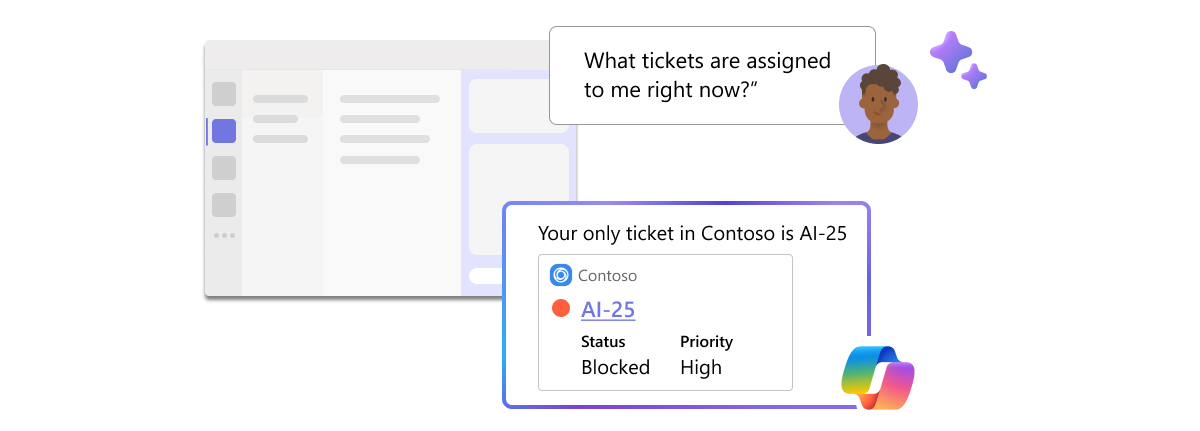 What tickets are assigned
to me right now?“
Your only ticket in Contoso is AI-25
Contoso
AI-25
Status Priority
Blocked High